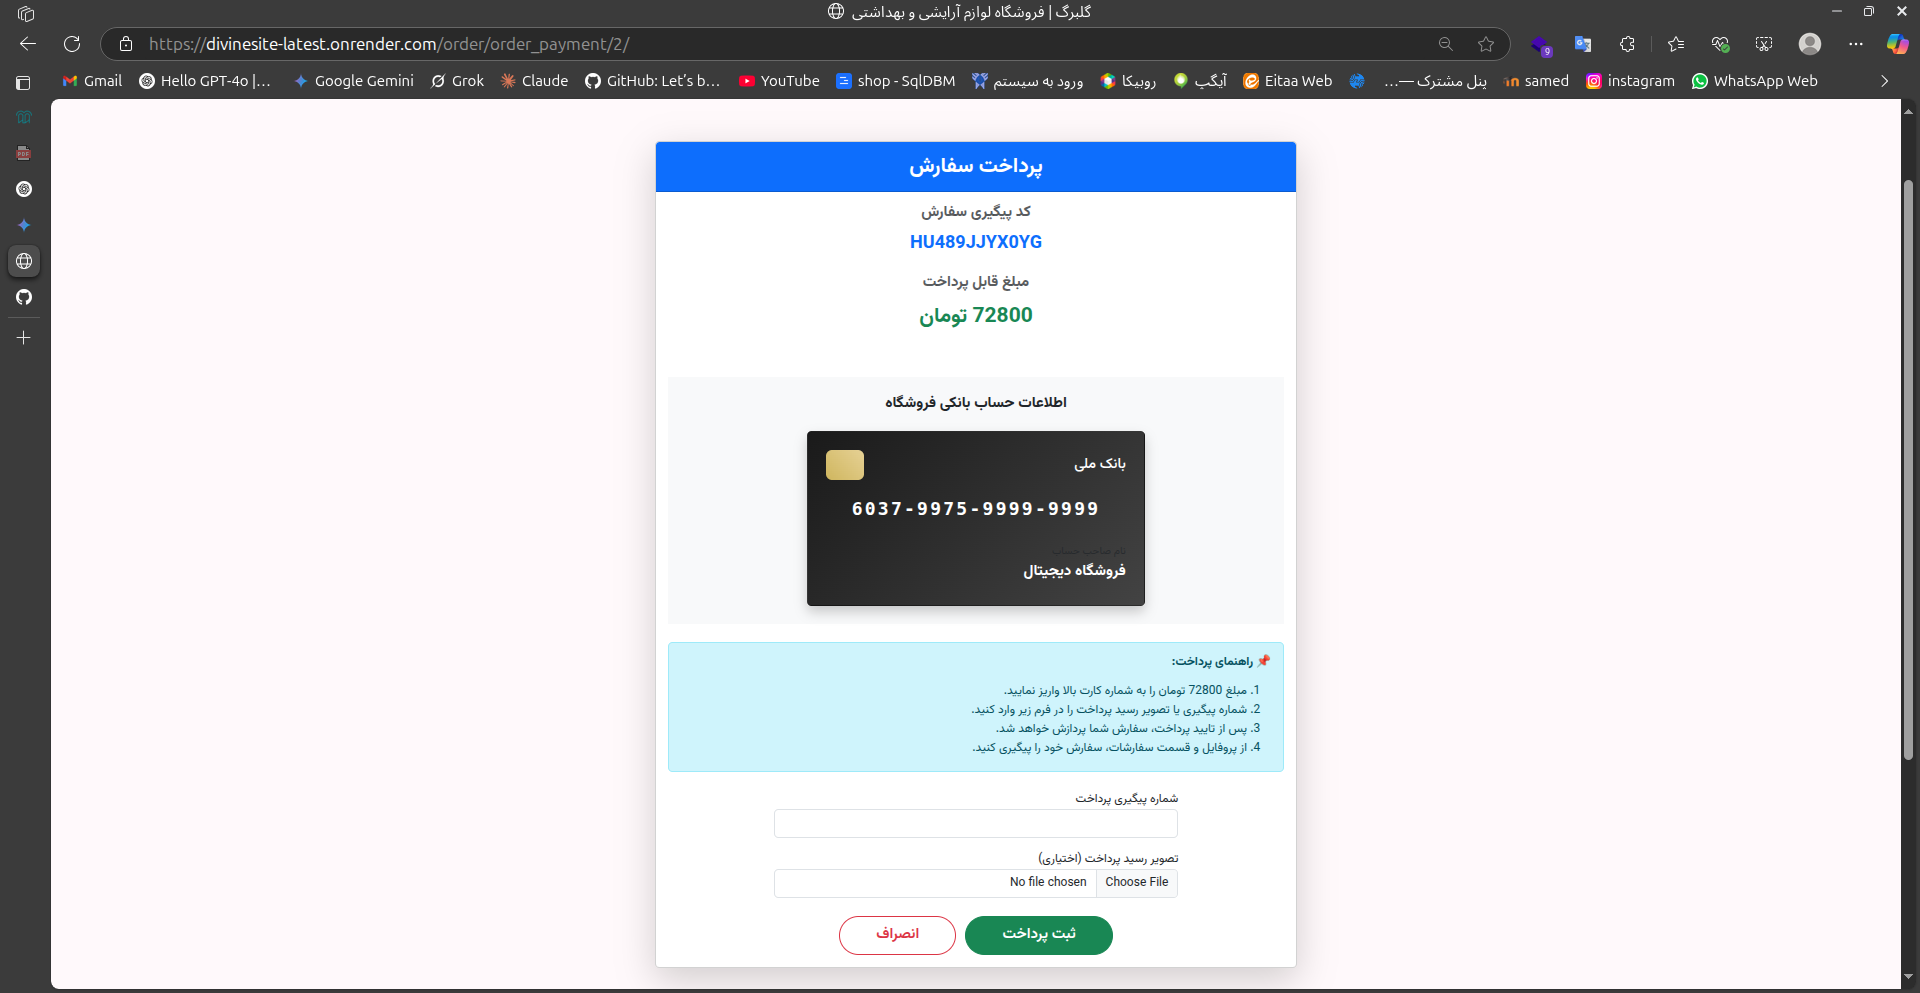 گلبرگ | فروشگاه لوازم آرایشی و بهداشتی
https://divinesite-latest.onrender.com/order/order_payment/2/
9
Gmail
Hello GPT-4o |...
Google Gemini
Grok
Claude
GitHub: Let's b...
YouTube
shop - SqlDBM
ورود به سیستم
روبیکا
آیگپ
Eitaa Web
پنل مشترک —...
samed
instagram
WhatsApp Web
پرداخت سفارش
کد پیگیری سفارش
HU489JJYX0YG
مبلغ قابل پرداخت
72800 تومان
اطلاعات حساب بانکی فروشگاه
بانک ملی
6037-9975-9999-9999
نام صاحب حساب
فروشگاه دیجیتال
📌 راهنمای پرداخت:
1. مبلغ 72800 تومان را به شماره کارت بالا واریز نمایید.
2. شماره پیگیری یا تصویر رسید پرداخت را در فرم زیر وارد کنید.
3. پس از تایید پرداخت، سفارش شما پردازش خواهد شد.
4. از پروفایل و قسمت سفارشات، سفارش خود را پیگیری کنید.
شماره پیگیری پرداخت
تصویر رسید پرداخت (اختیاری)
Choose File
No file chosen
ثبت پرداخت
انصراف